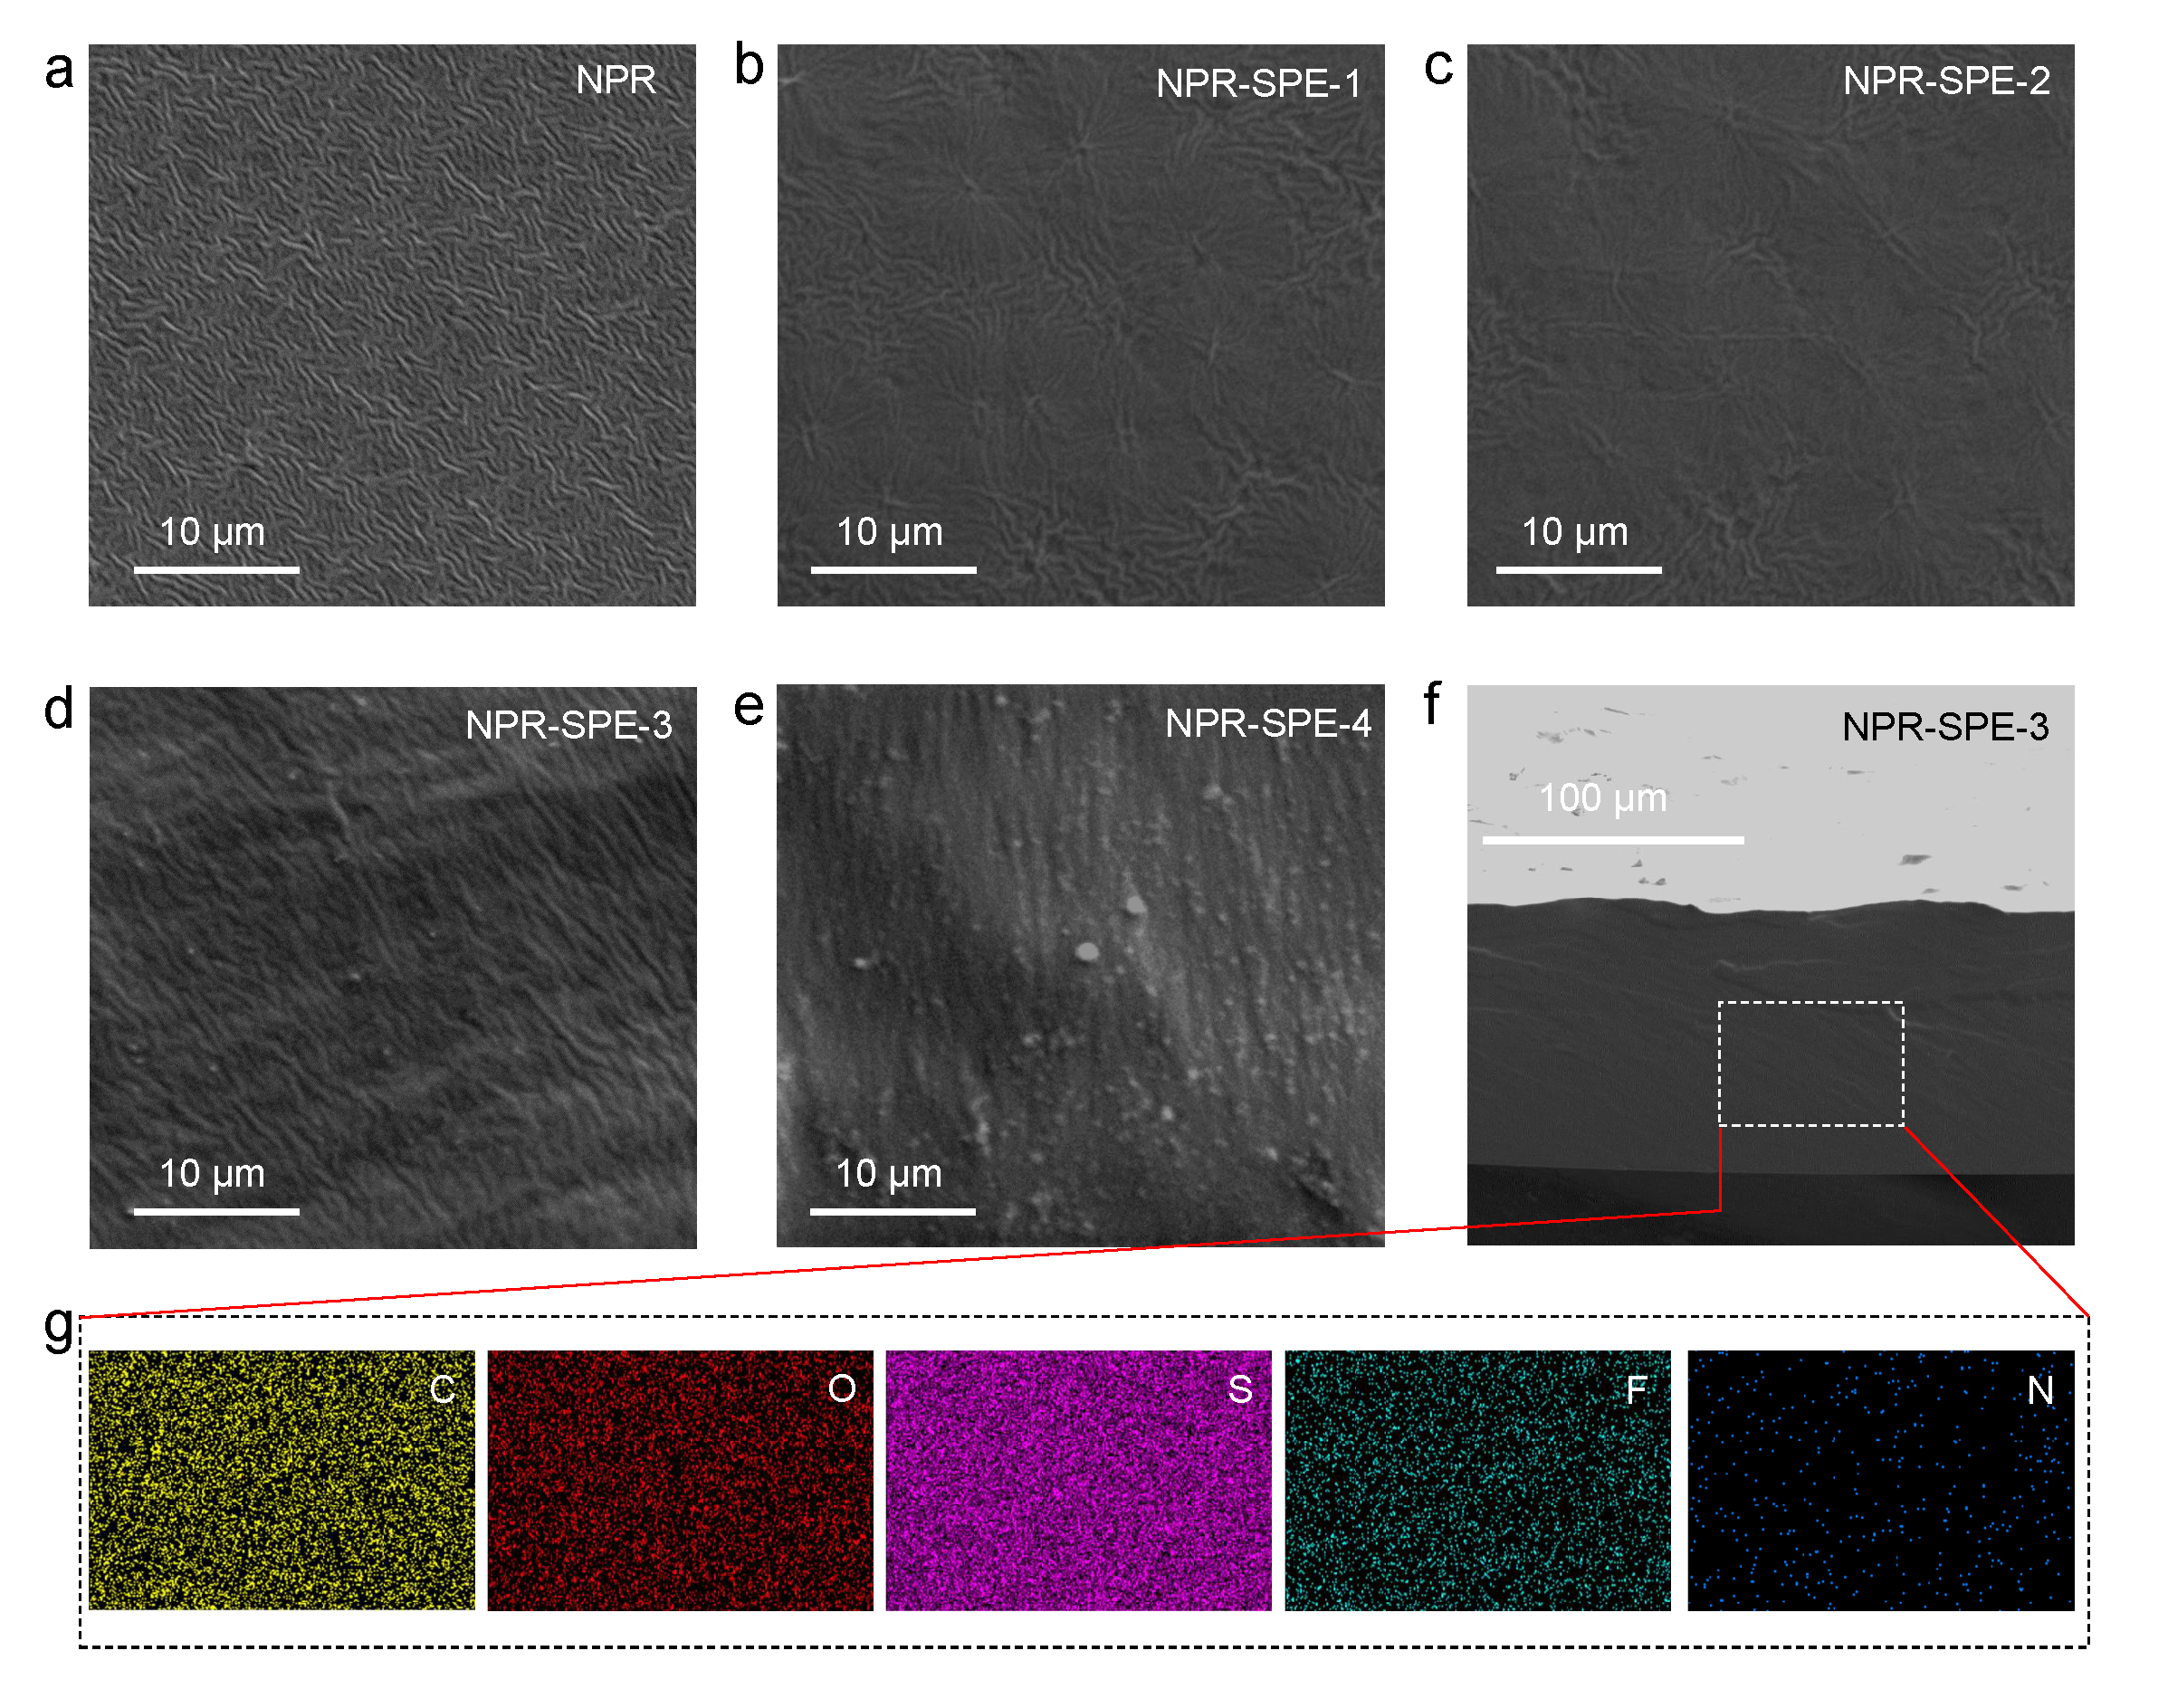 a
NPR
10 µm
b
NPR-SPE-1
10 µm
c
NPR-SPE-2
10 µm
d
NPR-SPE-3
10 µm
e
NPR-SPE-4
10 µm
f
NPR-SPE-3
100 µm
g
C
O
S
F
N